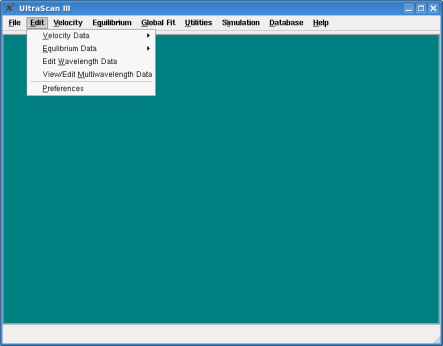 UltraScan III
File Edit Velocity Equilibrium Global Fit Utilities Simulation Database Help
Velocity Data
Equilibrium Data
Edit Wavelength Data
View/Edit Multiwavelength Data
Preferences